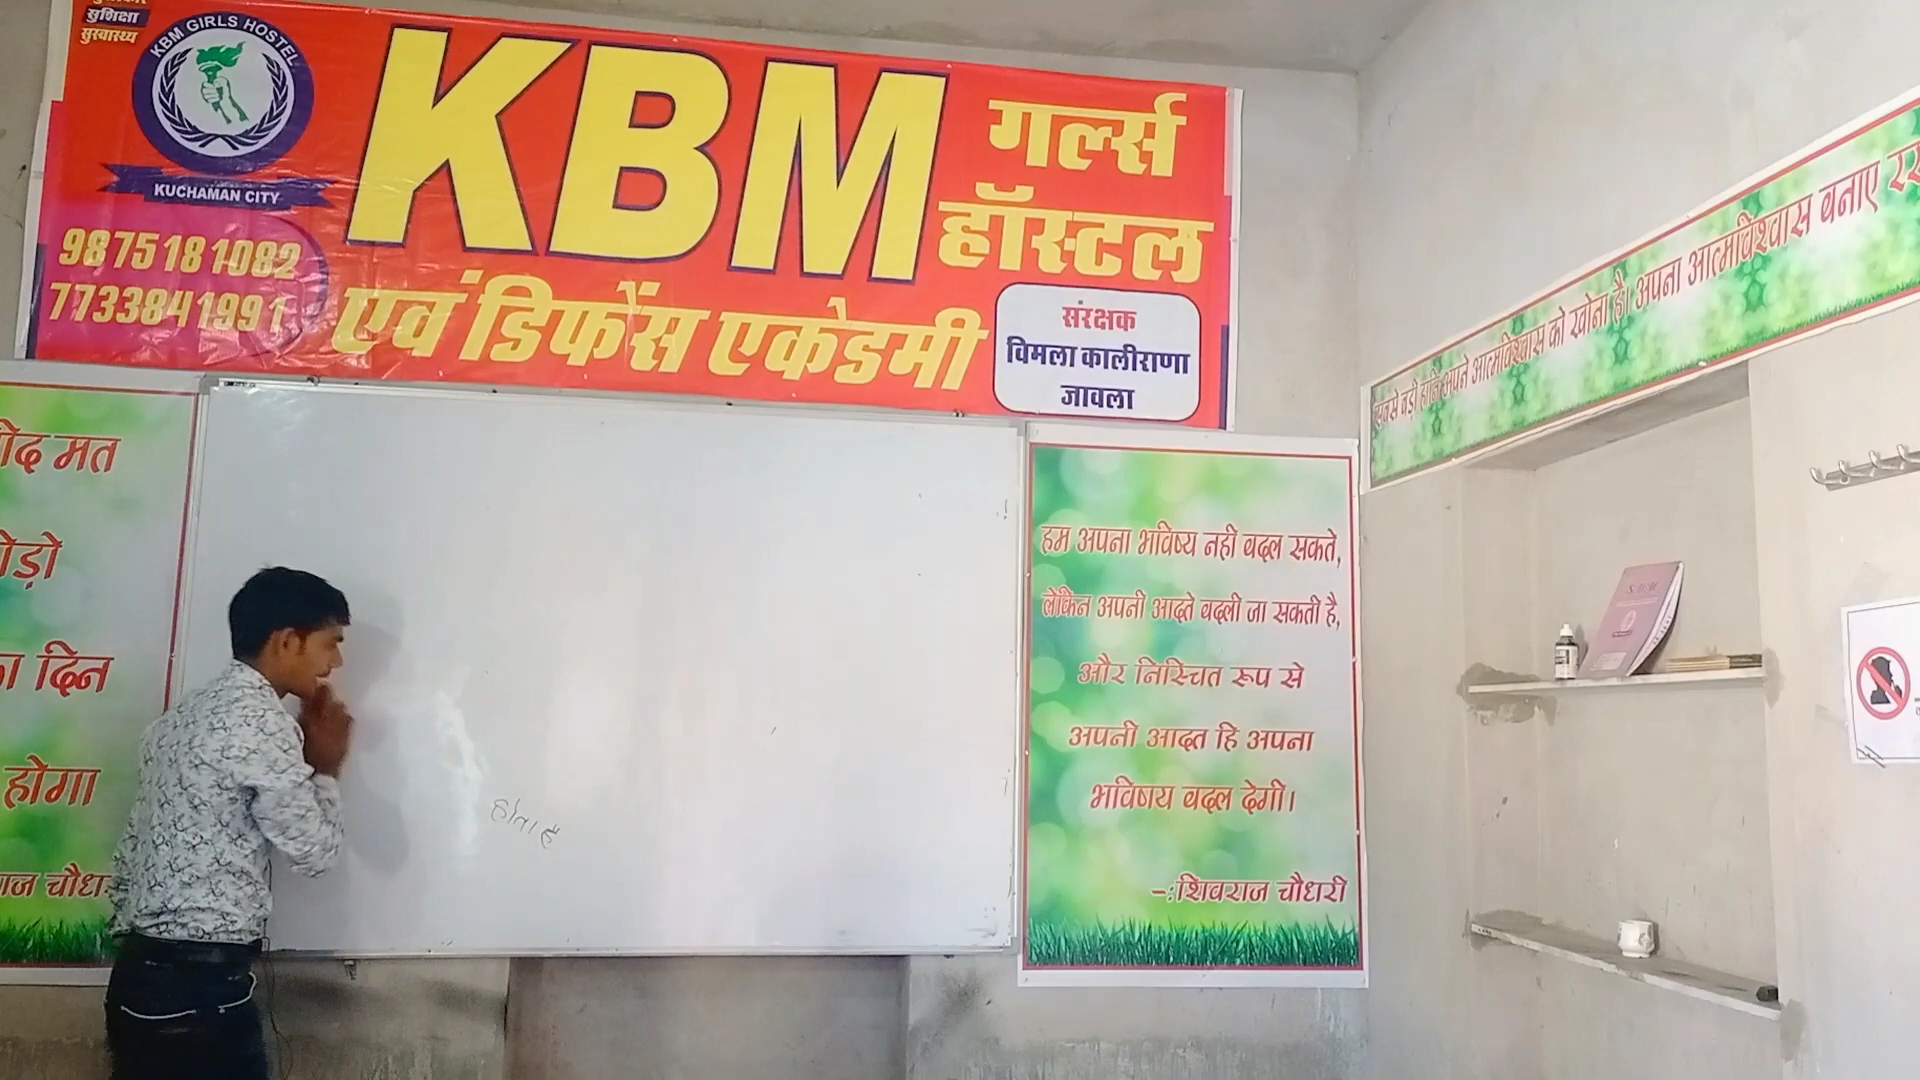 सुशिक्षा
सुस्वास्थ्य
KBM GIRLS HOSTEL
KUCHAMAN CITY
9875181082
7733841991
KBM
गर्ल्स
हॉस्टल
एवं डिफेंस एकेडमी
संरक्षक
विमला कालीराणा
जावला
मत
दिन
होगा
होता है
हम अपना भविष्य नही बदल सकते,
लेकिन अपनी आदते बदली जा सकती है,
और निस्चित रूप से
अपनी आदत हि अपना
भविषय बदल देगी।
-:शिवराज चौधरी
सबसे बड़ी हानि अपने आत्मविश्वास को खोना है। अपना आत्मविश्वास बनाए